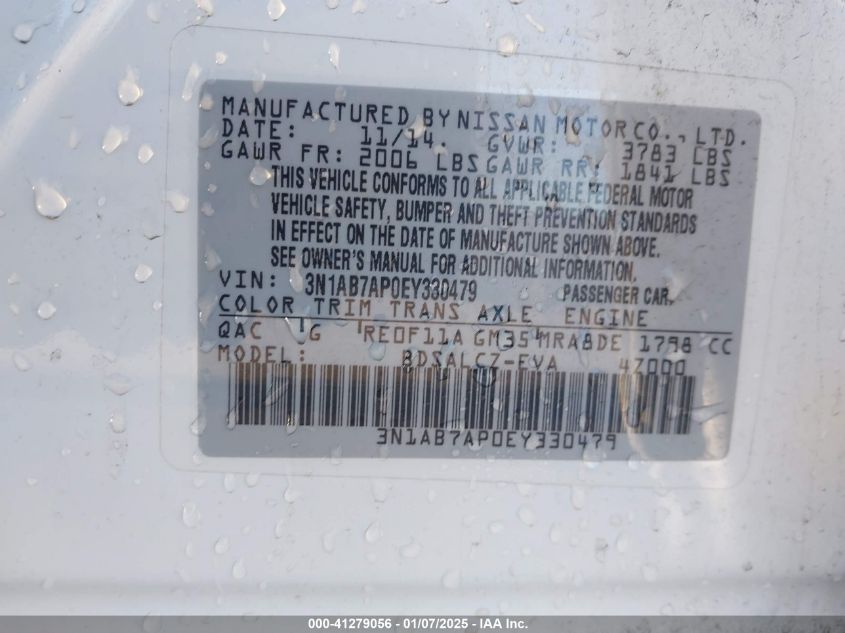 MANUFACTURED BY NISSAN MOTOR CO., LTD.
DATE: 11/14 GVWR: 3783 LBS
GAWR FR: 2006 LBS GAWR RR: 1841 LBS
THIS VEHICLE CONFORMS TO ALL APPLICABLE FEDERAL MOTOR
VEHICLE SAFETY, BUMPER AND THEFT PREVENTION STANDARDS
IN EFFECT ON THE DATE OF MANUFACTURE SHOWN ABOVE.
SEE OWNER'S MANUAL FOR ADDITIONAL INFORMATION.
VIN: 3N1AB7AP0EY330479 PASSENGER CAR
COLOR TRIM TRANS AXLE ENGINE
QAC G RE0F11A GM35 MRA8DE 1798 CC
MODEL: BDSALCZ-EVA 47000
3N1AB7AP0EY330479
000-41279056 - 01/07/2025 - IAA Inc.